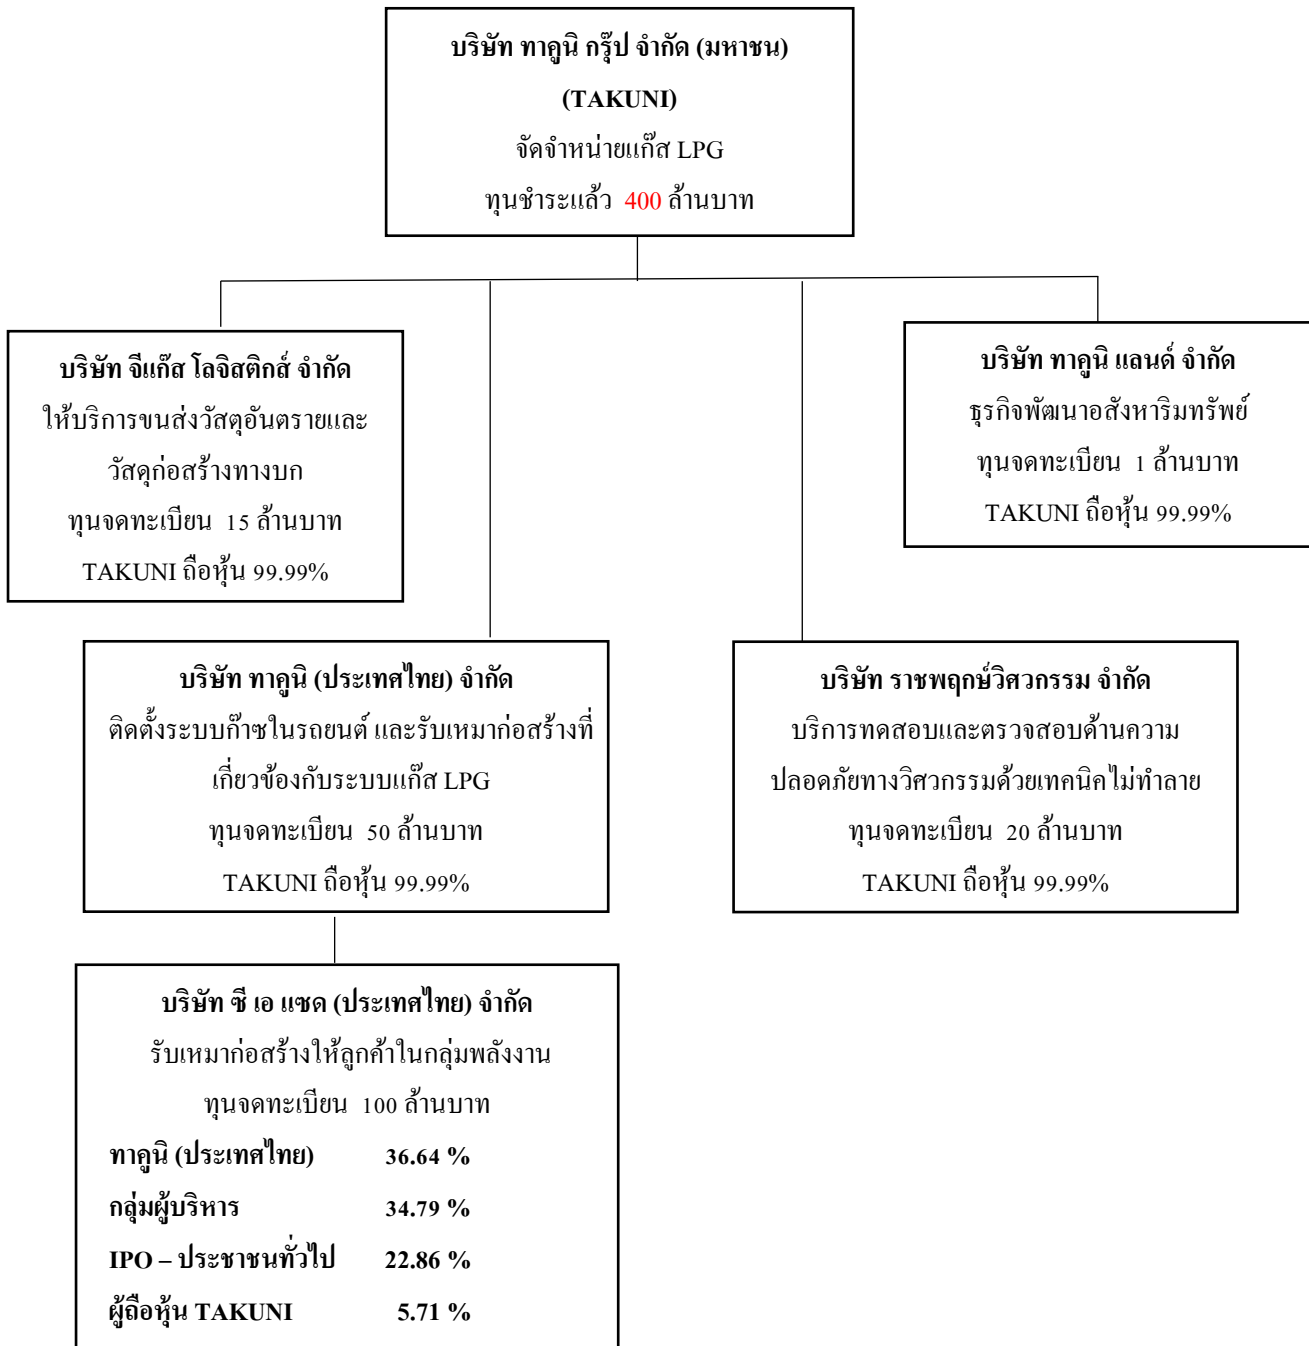 บริษัท ทาคูนิ กรุ๊ป จำกัด (มหาชน)
(TAKUNI)
จัดจำหน่ายแก๊ส LPG
ทุนชำระแล้ว 400 ล้านบาท
บริษัท จีแก๊ส โลจิสติกส์ จำกัด
ให้บริการขนส่งวัสตุอันตรายและ
วัสดุก่อสร้างทางบก
ทุนจดทะเบียน 15 ล้านบาท
TAKUNI ถือหุ้น 99.99%
บริษัท ทาคูนิ แลนด์ จำกัด
ธุรกิจพัฒนาอสังหาริมทรัพย์
ทุนจดทะเบียน 1 ล้านบาท
TAKUNI ถือหุ้น 99.99%
บริษัท ทาคูนิ (ประเทศไทย) จำกัด
ติดตั้งระบบก๊าซในรถยนต์ และรับเหมาก่อสร้างที่
เกี่ยวข้องกับระบบแก๊ส LPG
ทุนจดทะเบียน 50 ล้านบาท
TAKUNI ถือหุ้น 99.99%
บริษัท ราชพฤกษ์วิศวกรรม จำกัด
บริการทดสอบและตรวจสอบด้านความ
ปลอดภัยทางวิศวกรรมด้วยเทคนิคไม่ทำลาย
ทุนจดทะเบียน 20 ล้านบาท
TAKUNI ถือหุ้น 99.99%
บริษัท ซี เอ แซด (ประเทศไทย) จำกัด
รับเหมาก่อสร้างให้ลูกค้าในกลุ่มพลังงาน
ทุนจดทะเบียน 100 ล้านบาท
ทาคูนิ (ประเทศไทย) 36.64 %
กลุ่มผู้บริหาร 34.79 %
IPO – ประชาชนทั่วไป 22.86 %
ผู้ถือหุ้น TAKUNI 5.71 %